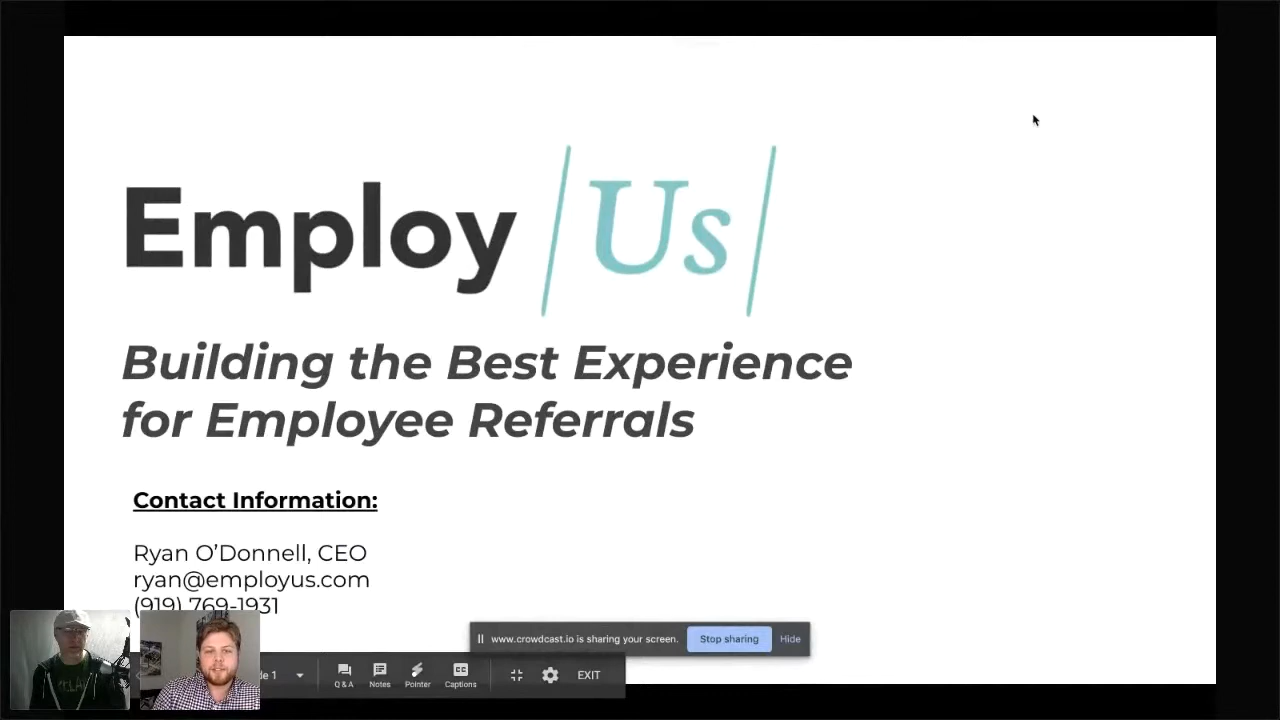 Employ |Us|
Building the Best Experience
for Employee Referrals
Contact Information:
Ryan O’Donnell, CEO
ryan@employus.com
(919) 769-1931
www.crowdcast.io is sharing your screen.
Stop sharing
Hide
Q & A
Notes
Pointer
CC
Captions
EXIT